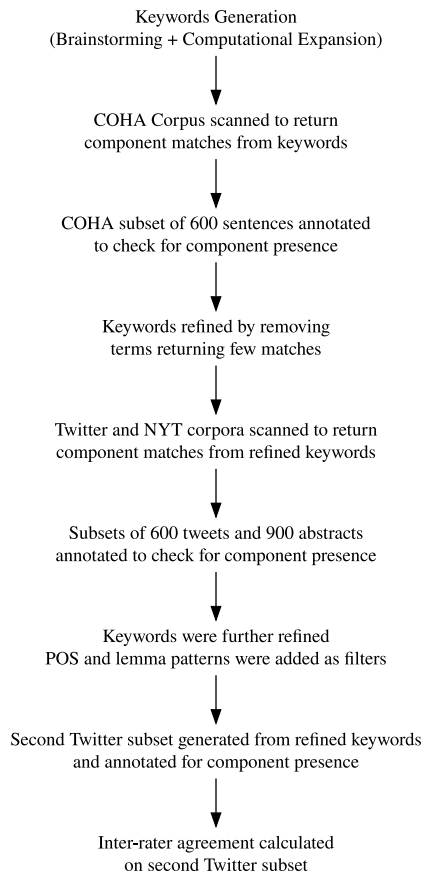 Keywords Generation
(Brainstorming + Computational Expansion)
COHA Corpus scanned to return
component matches from keywords
COHA subset of 600 sentences annotated
to check for component presence
Keywords refined by removing
terms returning few matches
Twitter and NYT corpora scanned to return
component matches from refined keywords
Subsets of 600 tweets and 900 abstracts
annotated to check for component presence
Keywords were further refined
POS and lemma patterns were added as filters
Second Twitter subset generated from refined keywords
and annotated for component presence
Inter-rater agreement calculated
on second Twitter subset